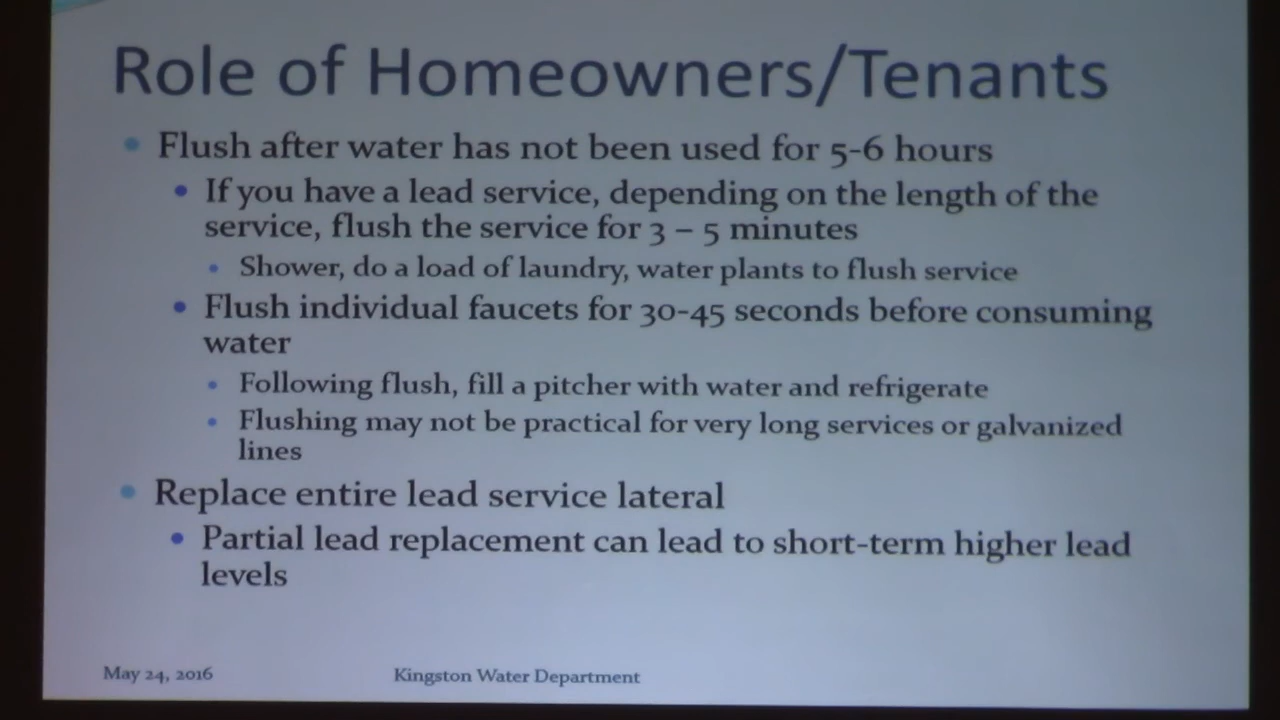 Role of Homeowners/Tenants
Flush after water has not been used for 5-6 hours
If you have a lead service, depending on the length of the
service, flush the service for 3 – 5 minutes
Shower, do a load of laundry, water plants to flush service
Flush individual faucets for 30-45 seconds before consuming
water
Following flush, fill a pitcher with water and refrigerate
Flushing may not be practical for very long services or galvanized
lines
Replace entire lead service lateral
Partial lead replacement can lead to short-term higher lead
levels
May 24, 2016
Kingston Water Department